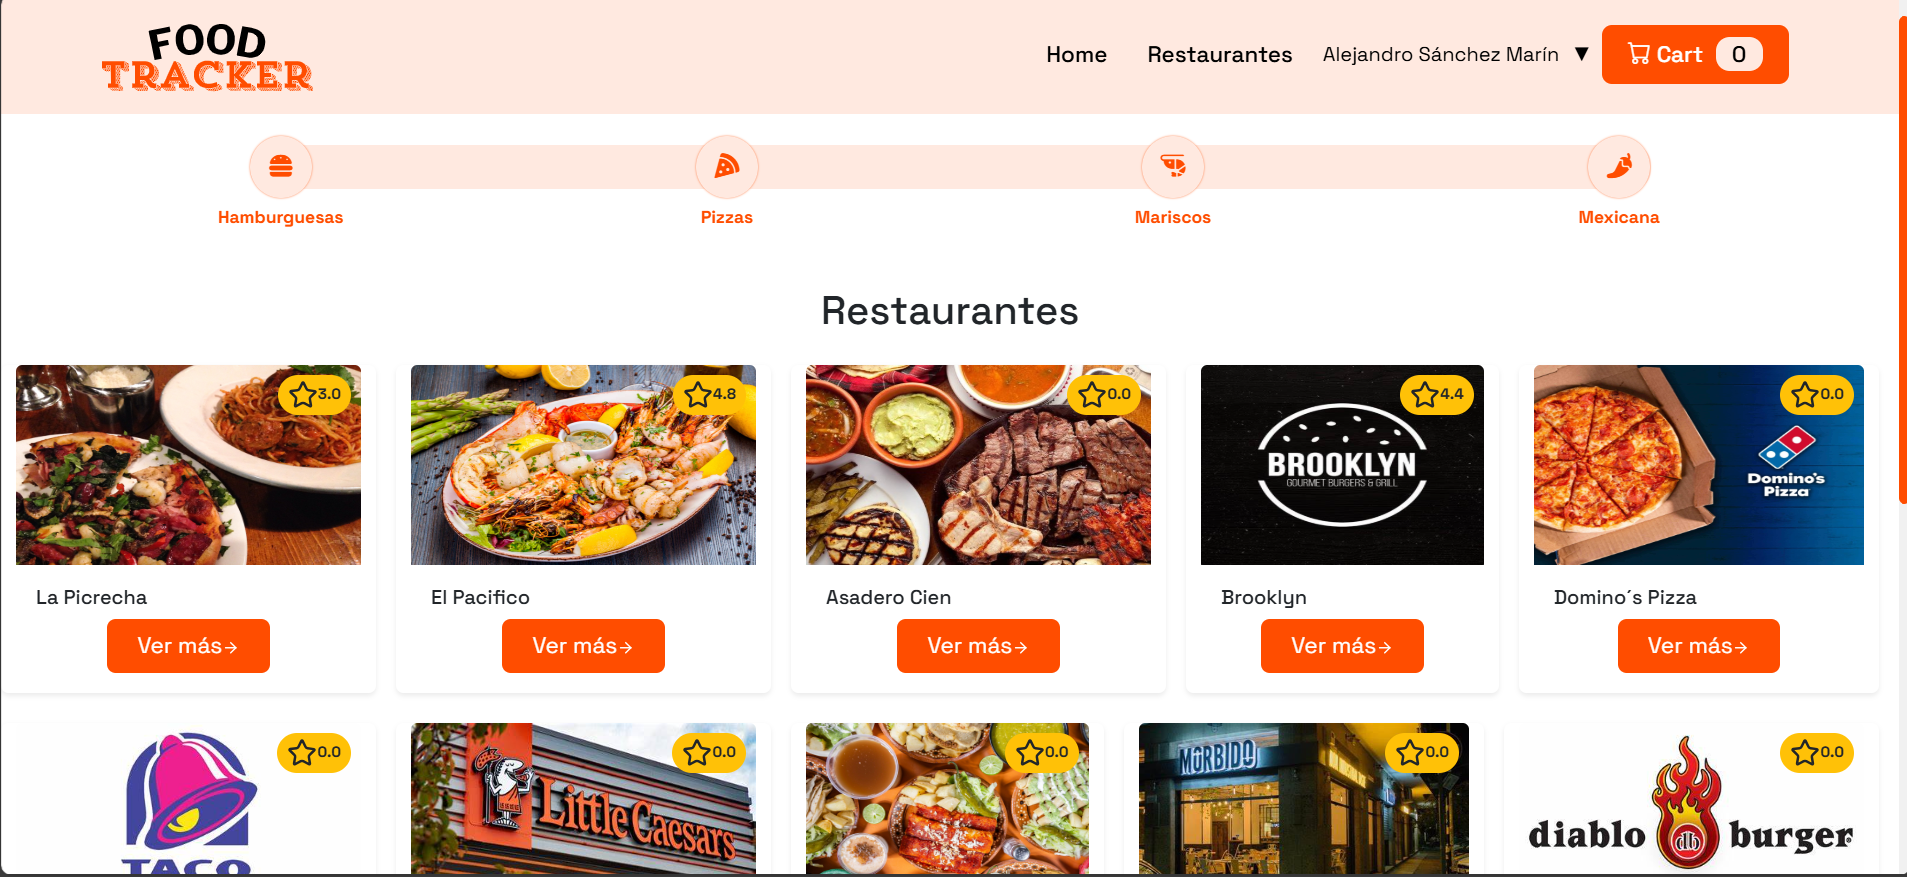 FOOD
TRACKER
Home
Restaurantes
Alejandro Sánchez Marín ▼
Cart 0
Hamburguesas
Pizzas
Mariscos
Mexicana
Restaurantes
3.0
4.8
0.0
BROOKLYN
GOURMET BURGERS & GRILL
4.4
Domino's
Pizza
0.0
La Picrecha
El Pacifico
Asadero Cien
Brooklyn
Domino´s Pizza
Ver más→
Ver más→
Ver más→
Ver más→
Ver más→
TACO
0.0
Little Caesars
0.0
0.0
MORBIDO
0.0
diablo db burger
0.0